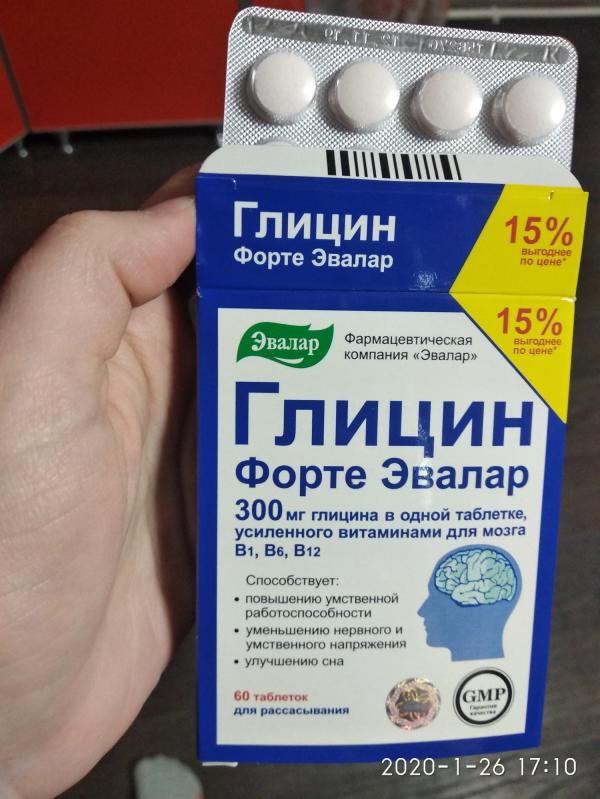 Глицин
Форте Эвалар
15%
выгоднее
по цене*
15%
выгоднее
по цене*
Эвалар
Фармацевтическая
компания «Эвалар»
Глицин
Форте Эвалар
300 мг глицина в одной таблетке,
усиленного витаминами для мозга
B1, B6, B12
Способствует:
• повышению умственной
работоспособности
• уменьшению нервного и
умственного напряжения
• улучшению сна
60 таблеток
для рассасывания
GMP
Гарантия
качества
2020-1-26 17:10